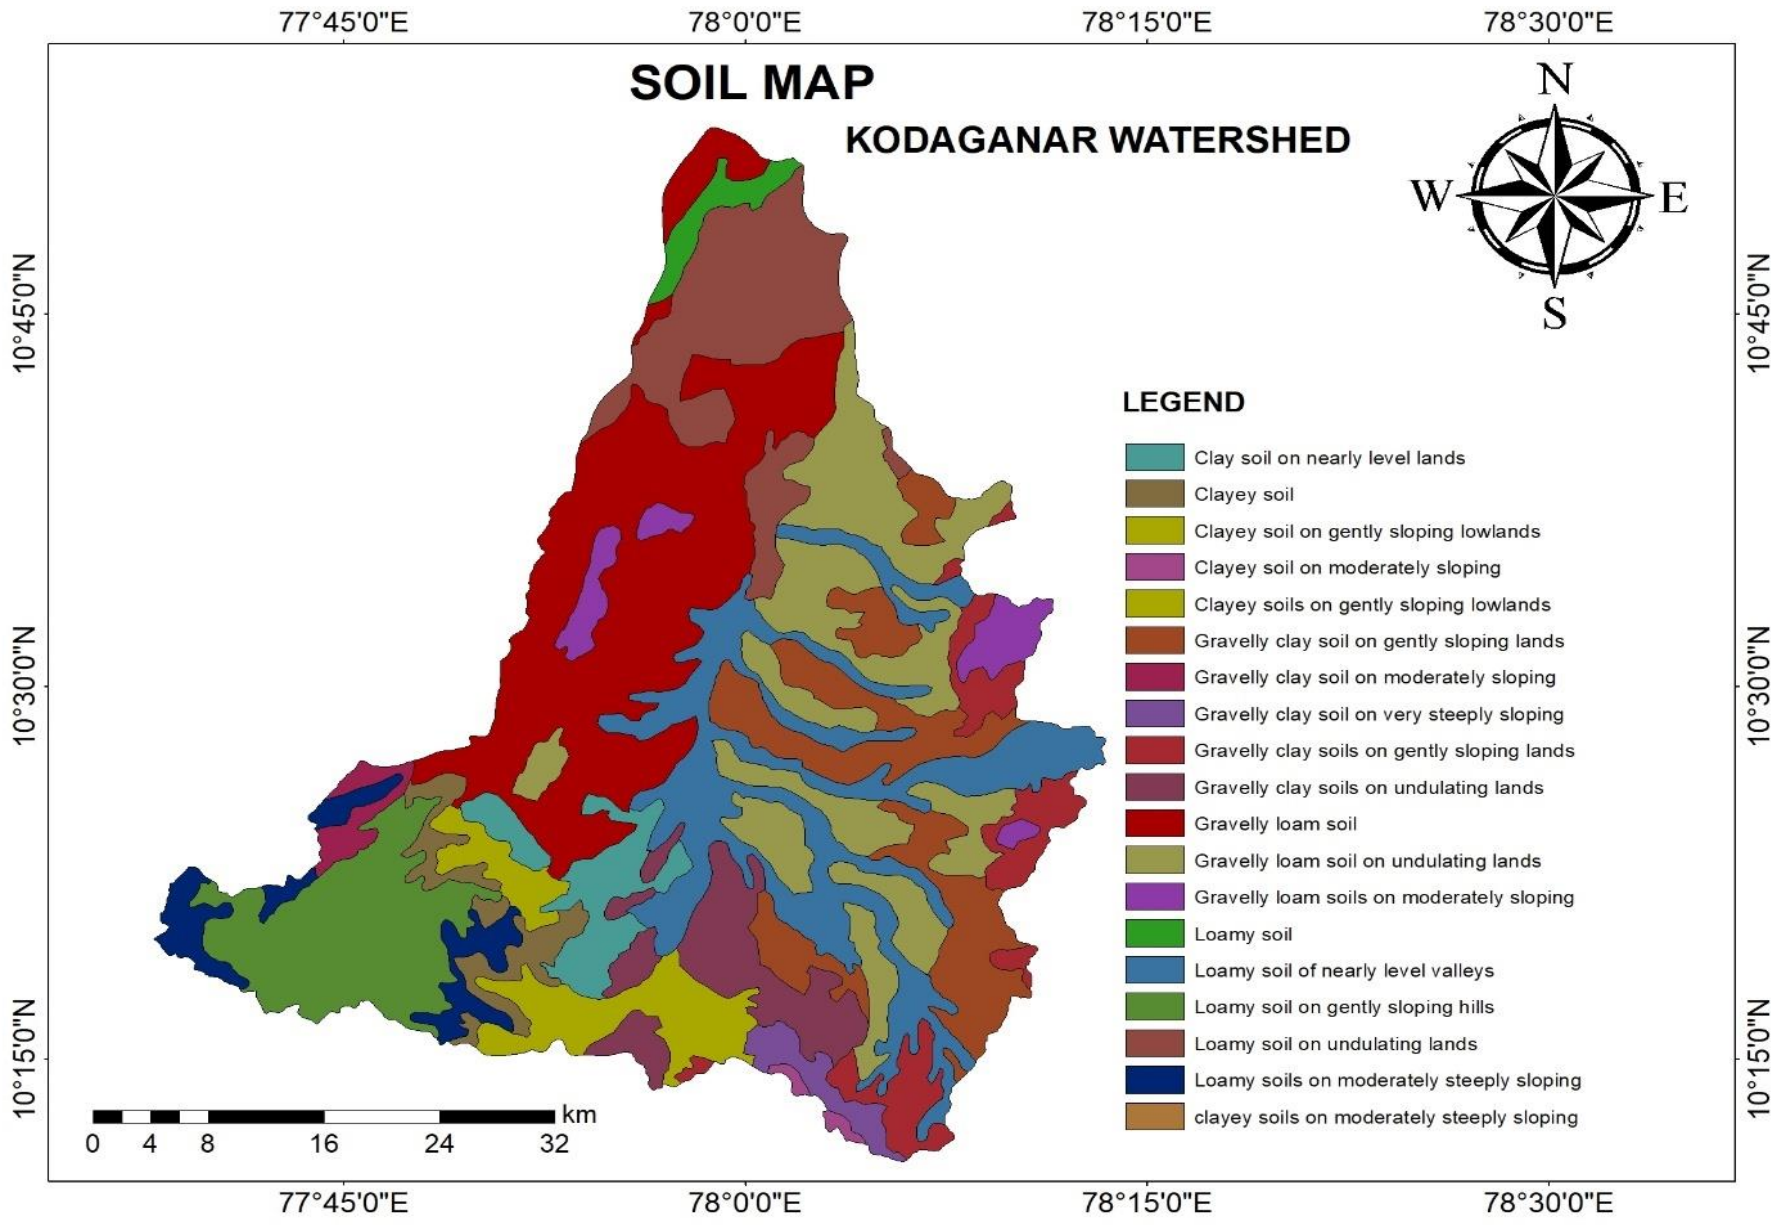 77°45'0"E 78°0'0"E 78°15'0"E 78°30'0"E
SOIL MAP
KODAGANAR WATERSHED
N
W E
S
10°45'0"N 10°45'0"N
10°30'0"N 10°30'0"N
10°15'0"N 10°15'0"N
LEGEND
Clay soil on nearly level lands
Clayey soil
Clayey soil on gently sloping lowlands
Clayey soil on moderately sloping
Clayey soils on gently sloping lowlands
Gravelly clay soil on gently sloping lands
Gravelly clay soil on moderately sloping
Gravelly clay soil on very steeply sloping
Gravelly clay soils on gently sloping lands
Gravelly clay soils on undulating lands
Gravelly loam soil
Gravelly loam soil on undulating lands
Gravelly loam soils on moderately sloping
Loamy soil
Loamy soil of nearly level valleys
Loamy soil on gently sloping hills
Loamy soil on undulating lands
Loamy soils on moderately steeply sloping
clayey soils on moderately steeply sloping
km
0 4 8 16 24 32
77°45'0"E 78°0'0"E 78°15'0"E 78°30'0"E